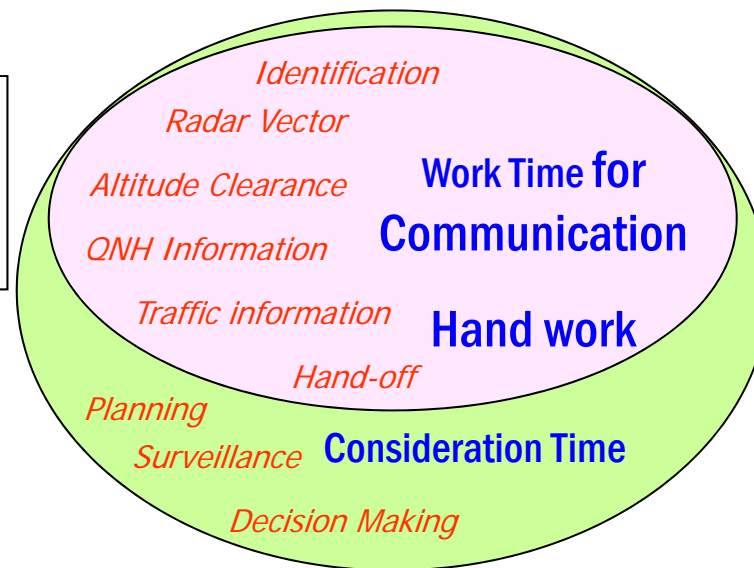 Identification
Radar Vector
Altitude Clearance
QNH Information
Traffic information
Hand-off
Work Time for
Communication
Hand work
Planning
Surveillance
Consideration Time
Decision Making